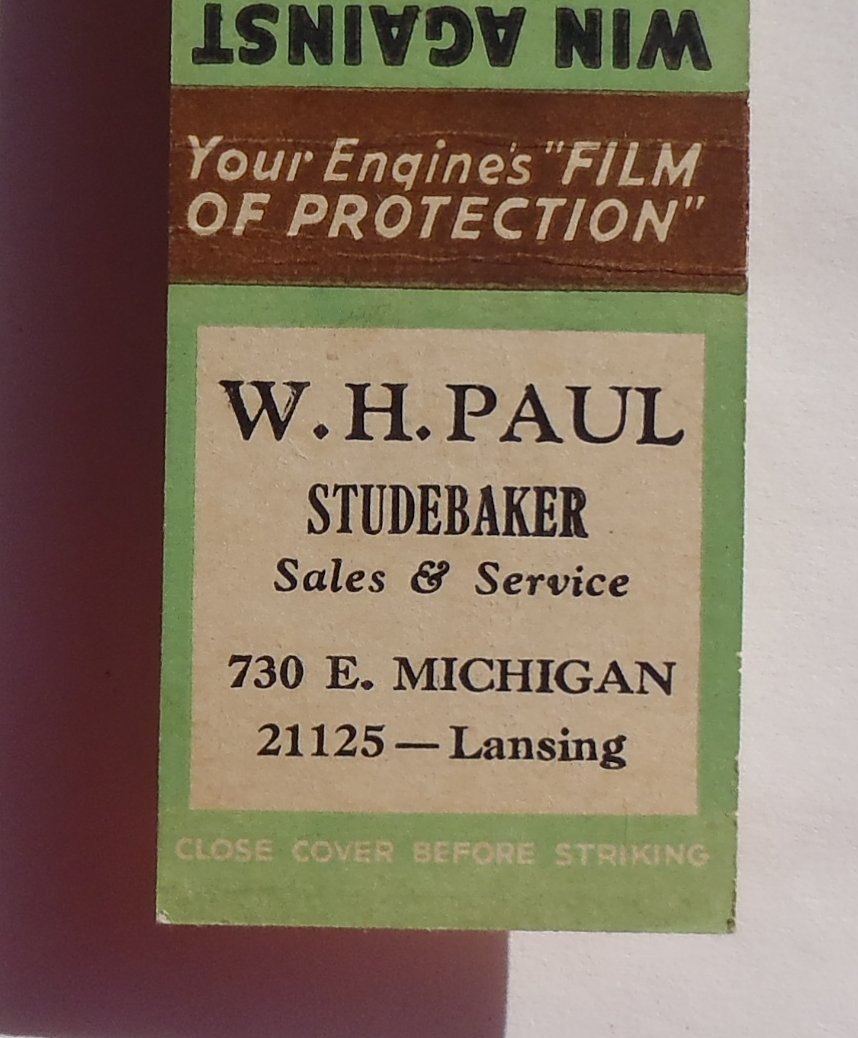 WIN AGAINST
Your Engine's "FILM
OF PROTECTION"
W. H. PAUL
STUDEBAKER
Sales & Service
730 E. MICHIGAN
21125 — Lansing
CLOSE COVER BEFORE STRIKING